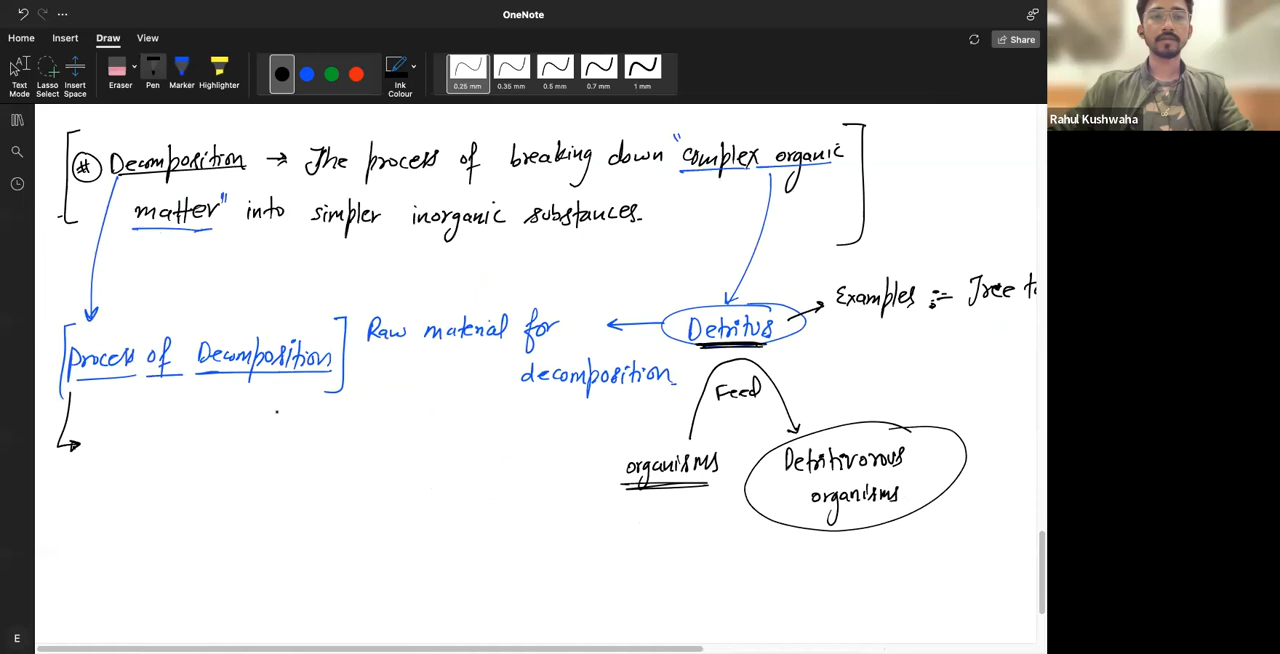 OneNote
Home Insert Draw View
Share
Text Mode Lasso Select Insert Space Eraser Pen Marker Highlighter Ink Colour 0.25 mm 0.35 mm 0.5 mm 0.7 mm 1 mm
Rahul Kushwaha
# Decomposition → The process of breaking down "complex organic
matter" into simpler inorganic substances.
Examples := Tree
Process of Decomposition
Raw material for
decomposition
Detritus
Feed
organisms
Detritivorous
organisms
E